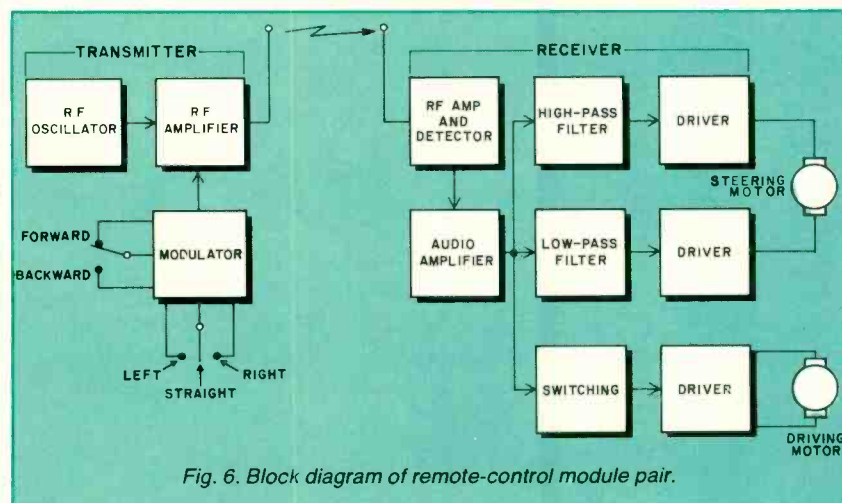 TRANSMITTER
RF
OSCILLATOR
RF
AMPLIFIER
FORWARD
BACKWARD
MODULATOR
LEFT
STRAIGHT
RIGHT
RECEIVER
RF AMP
AND
DETECTOR
HIGH-PASS
FILTER
DRIVER
STEERING
MOTOR
AUDIO
AMPLIFIER
LOW-PASS
FILTER
DRIVER
SWITCHING
DRIVER
DRIVING
MOTOR
Fig. 6. Block diagram of remote-control module pair.